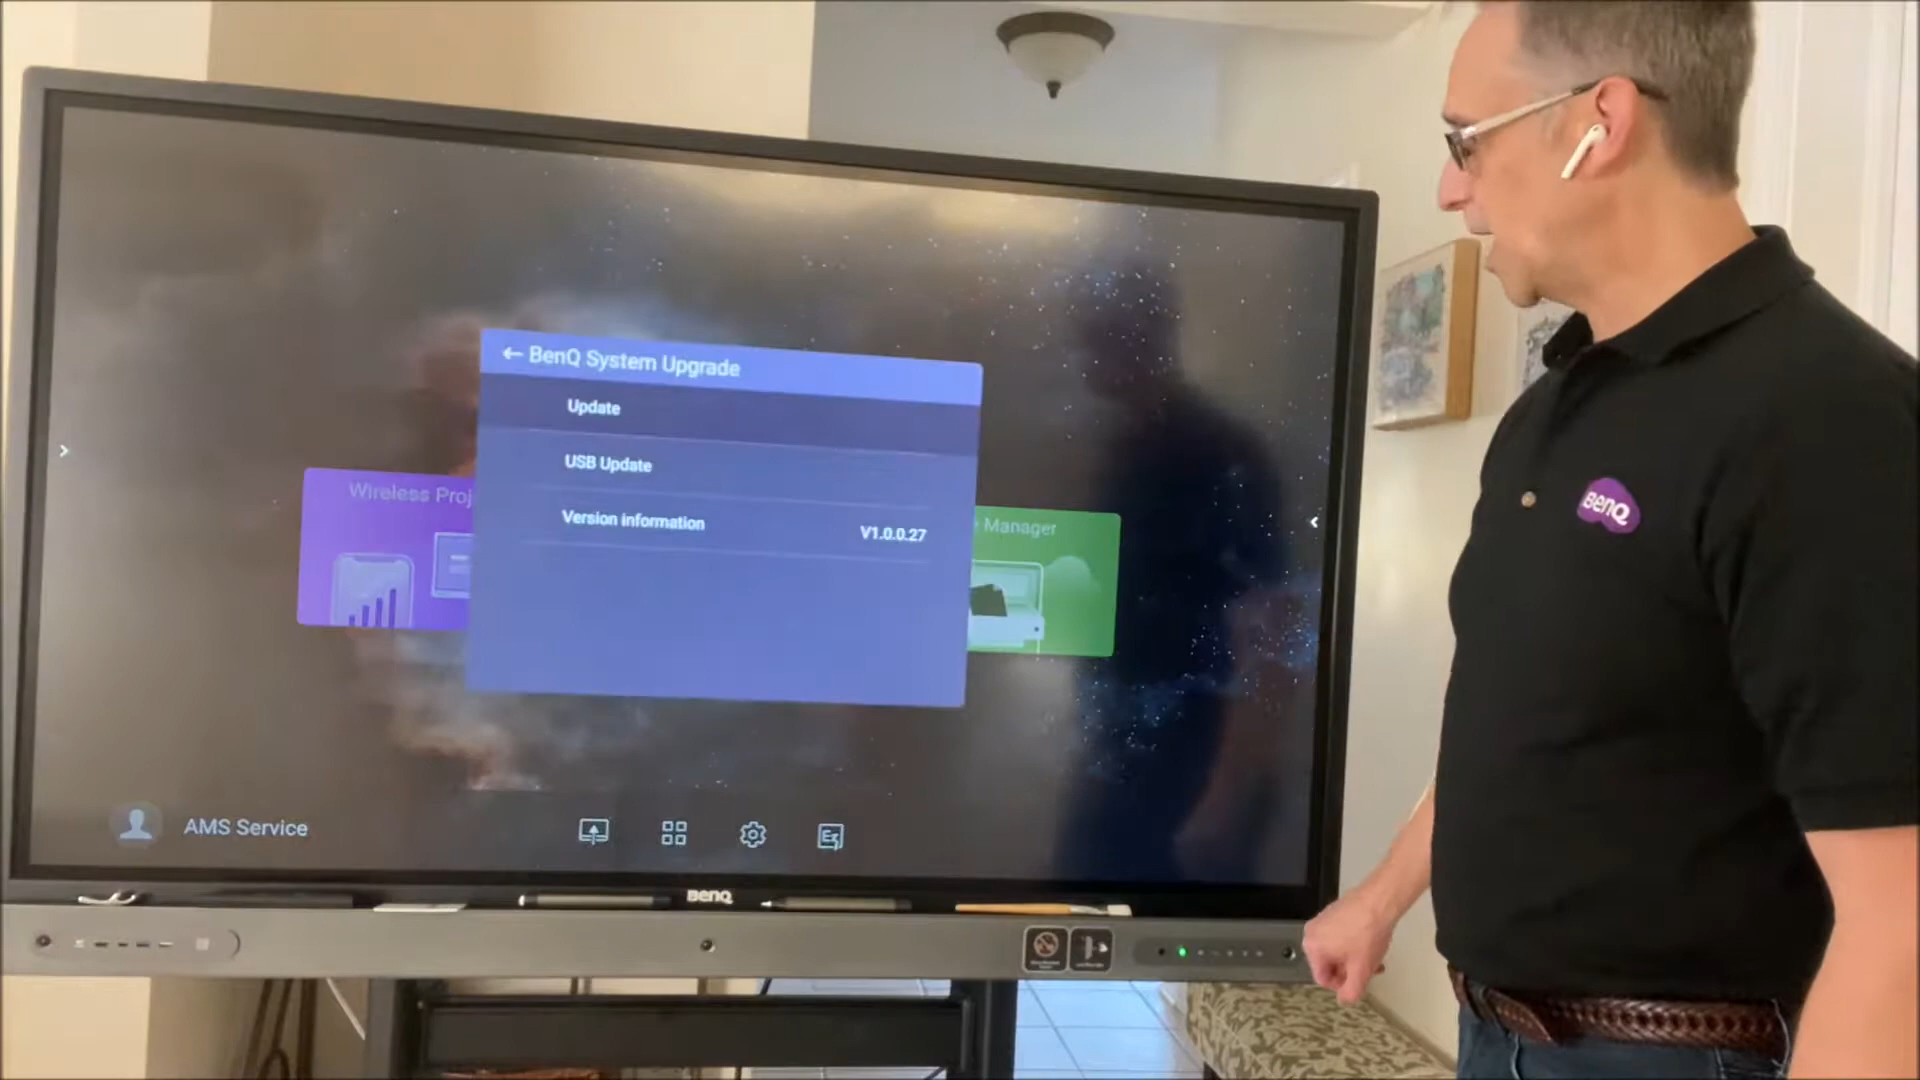 ← BenQ System Upgrade
Update
USB Update
Version information V1.0.0.27
Wireless Proj
Manager
AMS Service
BenQ
BenQ